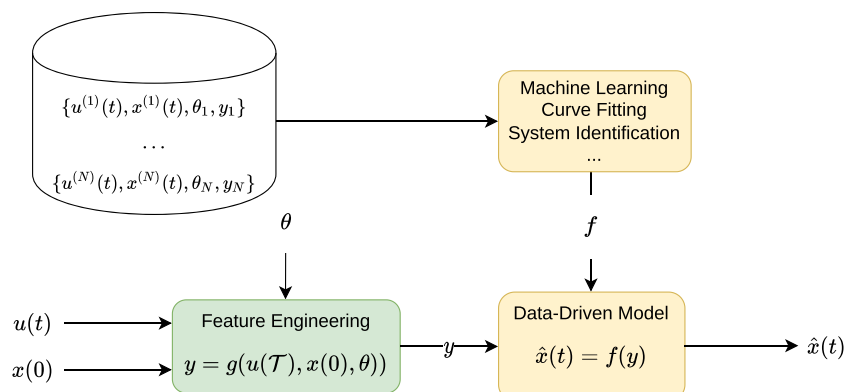 {u^{(1)}(t), x^{(1)}(t), θ_1, y_1}
...
{u^{(N)}(t), x^{(N)}(t), θ_N, y_N}
Machine Learning
Curve Fitting
System Identification
...
θ
f
u(t)
x(0)
Feature Engineering
y = g(u(𝒯), x(0), θ))
y
Data-Driven Model
x̂(t) = f(y)
x̂(t)